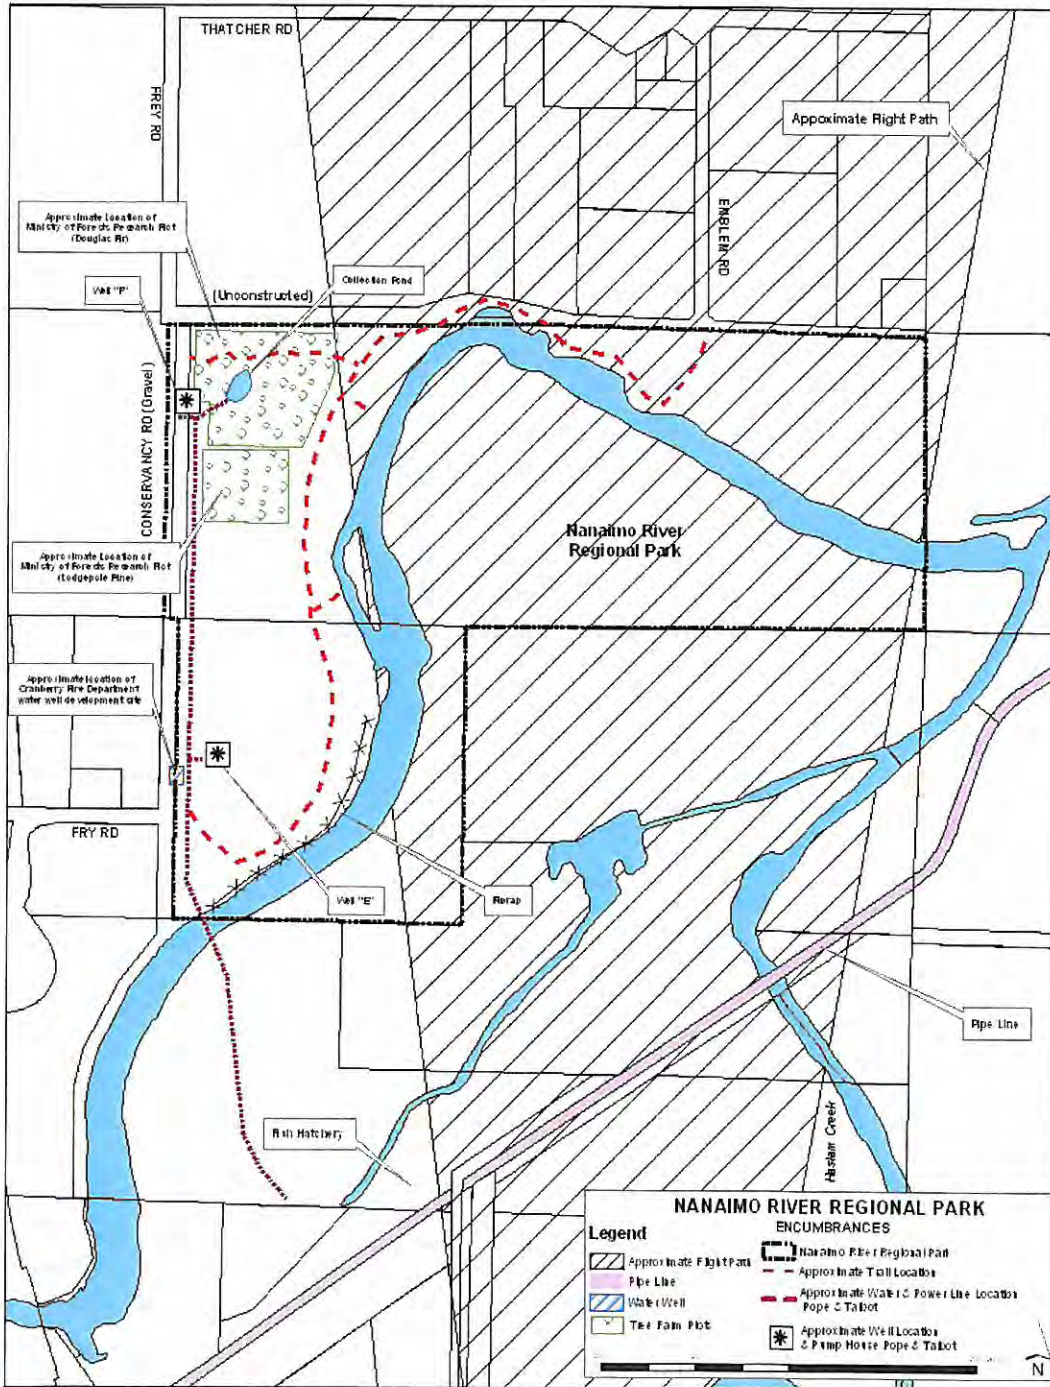 THATCHER RD
FREY RD
Appoximate Flight Path
EMBLEM RD
Approximate Location of
Ministry of Forests Research Plot
(Douglas Fir)
Well "F"
(Unconstructed)
Collection Pond
CONSERVANCY RD (Gravel)
Nanaimo River
Regional Park
Approximate Location of
Ministry of Forests Research Plot
(Lodgepole Pine)
Approximate location of
Cranberry Fire Department
water well development site
FRY RD
Well "E"
Riprap
Pipe Line
Fish Hatchery
Haslam Creek
NANAIMO RIVER REGIONAL PARK
ENCUMBRANCES
Legend
Approximate Flight Path
Pipe Line
Water Well
Tree Farm Plot
Nanaimo River Regional Park
Approximate Trail Location
Approximate Water & Power Line Location
Pope & Talbot
Approximate Well Location
& Pump House Pope & Talbot
N